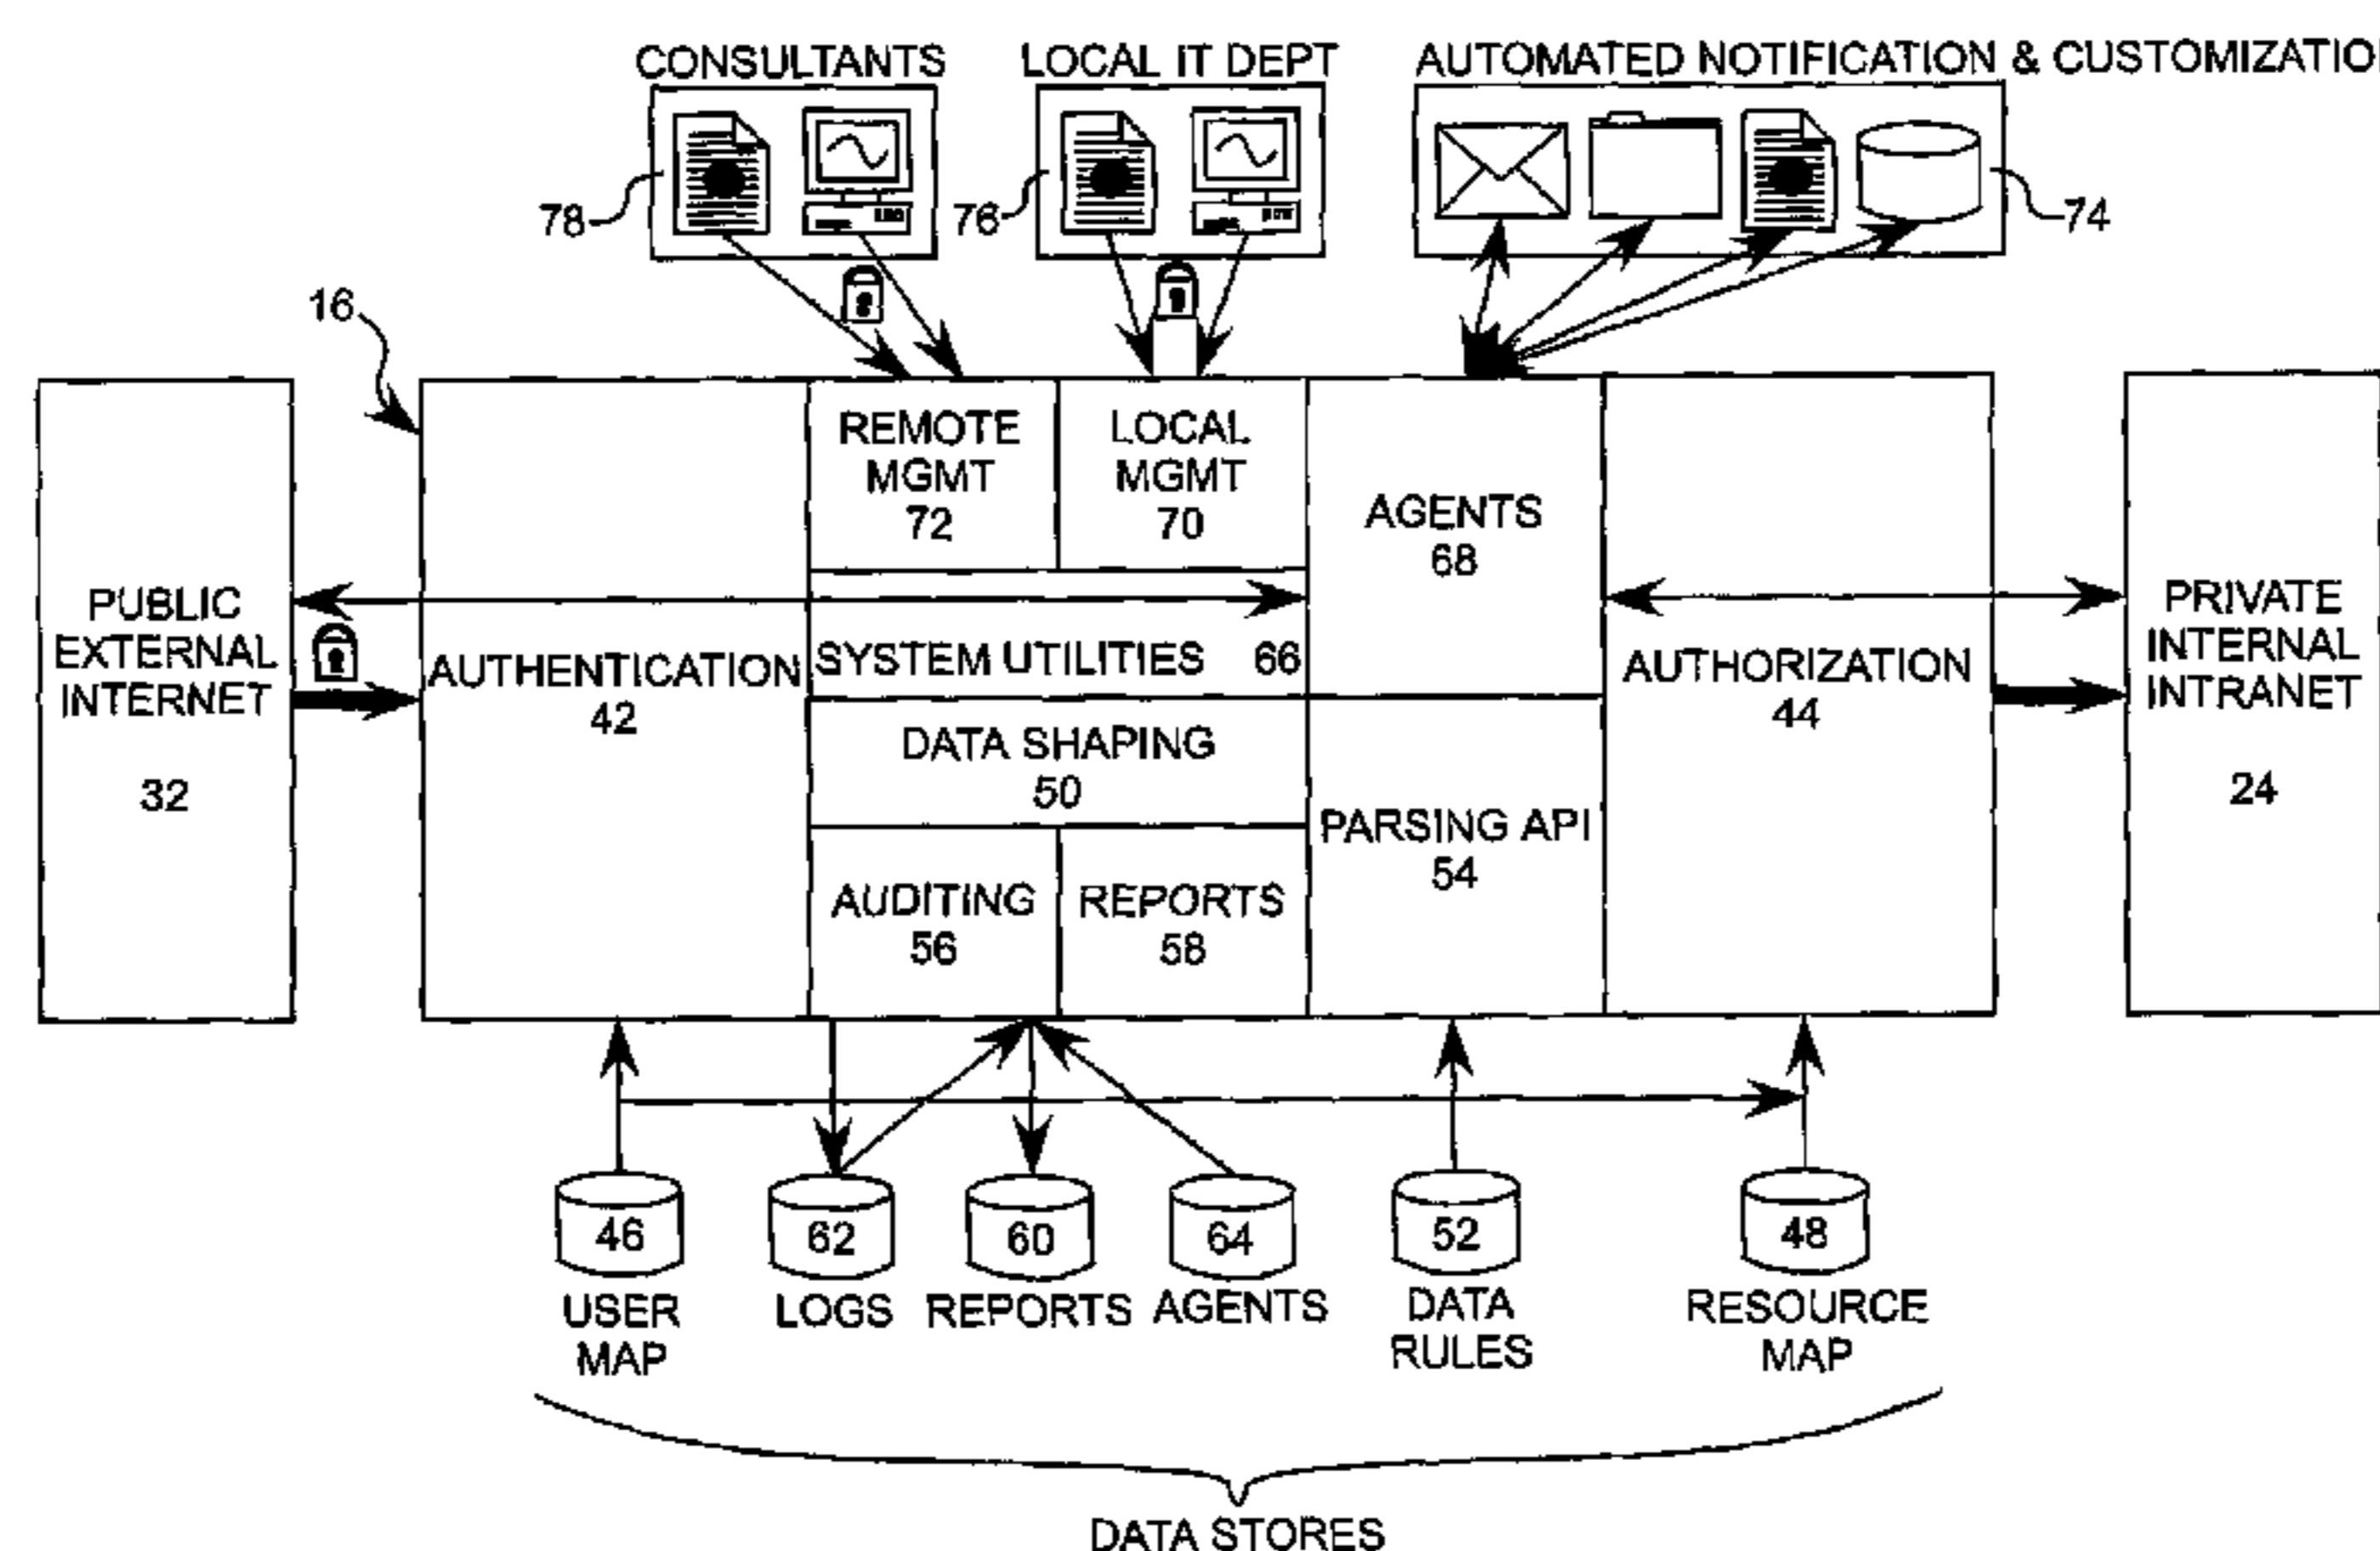 CONSULTANTS
LOCAL IT DEPT
AUTOMATED NOTIFICATION & CUSTOMIZATIO
78
76
74
16
PUBLIC
EXTERNAL
INTERNET
32
AUTHENTICATION
42
REMOTE
MGMT
72
LOCAL
MGMT
70
SYSTEM UTILITIES 66
DATA SHAPING
50
AUDITING
56
REPORTS
58
AGENTS
68
PARSING API
54
AUTHORIZATION
44
PRIVATE
INTERNAL
INTRANET
24
46
USER
MAP
62
LOGS
60
REPORTS
64
AGENTS
52
DATA
RULES
48
RESOURCE
MAP
DATA STORES